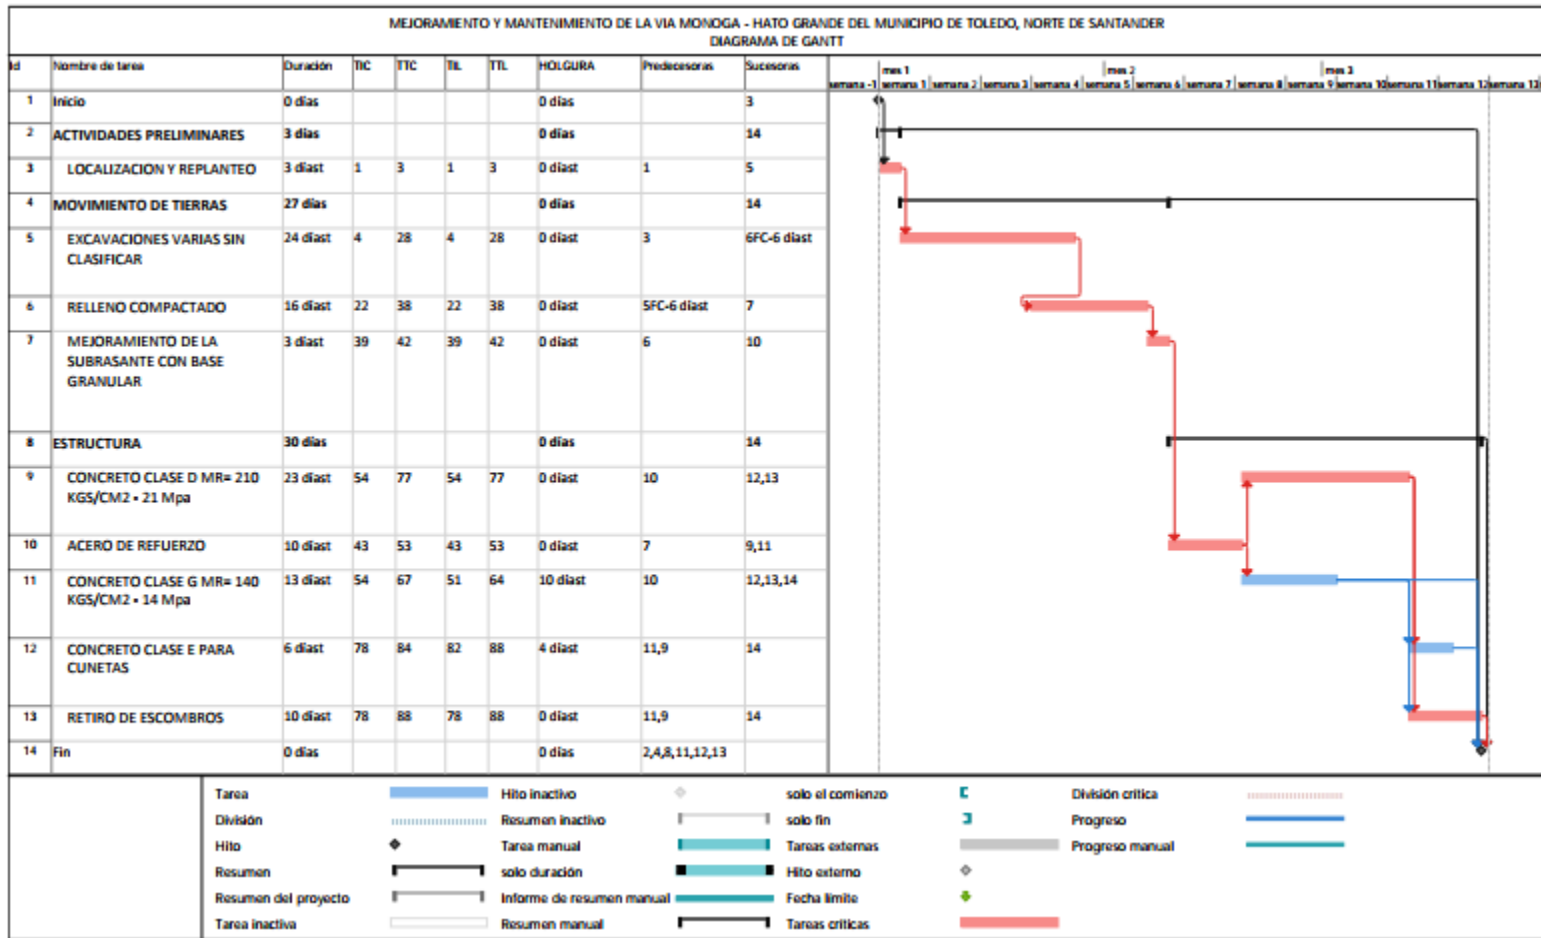 MEJORAMIENTO Y MANTENIMIENTO DE LA VIA MONOGA - HATO GRANDE DEL MUNICIPIO DE TOLEDO, NORTE DE SANTANDER
DIAGRAMA DE GANTT
Id Nombre de tarea Duración TIC TTC TIL TTL HOLGURA Predecesoras Sucesoras
mes 1 mes 2 mes 3
semana -1 semana 1 semana 2 semana 3 semana 4 semana 5 semana 6 semana 7 semana 8 semana 9 semana 10 semana 11 semana 12 semana 13
1 Inicio 0 días 0 días 3
2 ACTIVIDADES PRELIMINARES 3 días 0 días 14
3 LOCALIZACION Y REPLANTEO 3 díast 1 3 1 3 0 díast 1 5
4 MOVIMIENTO DE TIERRAS 27 días 0 días 14
5 EXCAVACIONES VARIAS SIN 24 díast 4 28 4 28 0 díast 3 6FC-6 díast
CLASIFICAR
6 RELLENO COMPACTADO 16 díast 22 38 22 38 0 díast 5FC-6 díast 7
7 MEJORAMIENTO DE LA 3 díast 39 42 39 42 0 díast 6 10
SUBRASANTE CON BASE
GRANULAR
8 ESTRUCTURA 30 días 0 días 14
9 CONCRETO CLASE D MR= 210 23 díast 54 77 54 77 0 díast 10 12,13
KGS/CM2 - 21 Mpa
10 ACERO DE REFUERZO 10 díast 43 53 43 53 0 díast 7 9,11
11 CONCRETO CLASE G MR= 140 13 díast 54 67 51 64 10 díast 10 12,13,14
KGS/CM2 - 14 Mpa
12 CONCRETO CLASE E PARA 6 díast 78 84 82 88 4 díast 11,9 14
CUNETAS
13 RETIRO DE ESCOMBROS 10 díast 78 88 78 88 0 díast 11,9 14
14 Fin 0 días 0 días 2,4,8,11,12,13
Tarea Hito inactivo solo el comienzo División crítica
División Resumen inactivo solo fin Progreso
Hito Tarea manual Tareas externas Progreso manual
Resumen solo duración Hito externo
Resumen del proyecto Informe de resumen manual Fecha límite
Tarea inactiva Resumen manual Tareas críticas